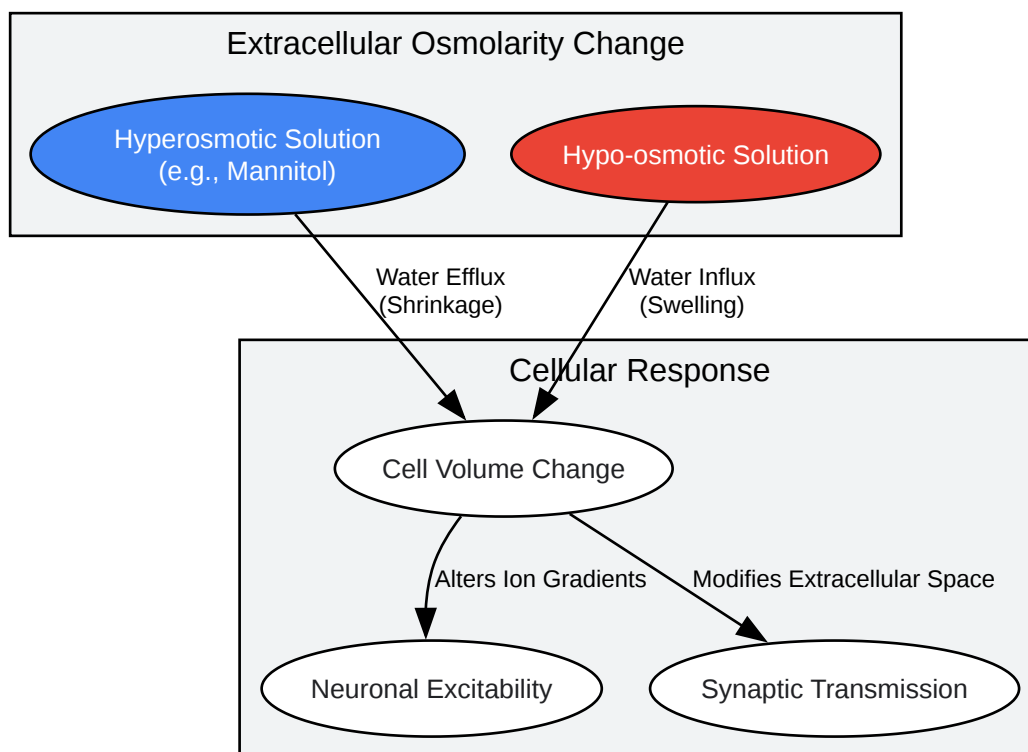 Extracellular Osmolarity Change
Hyperosmotic Solution
(e.g., Mannitol)
Hypo-osmotic Solution
Water Efflux
(Shrinkage)
Water Influx
(Swelling)
Cellular Response
Cell Volume Change
Alters Ion Gradients
Modifies Extracellular Space
Neuronal Excitability
Synaptic Transmission